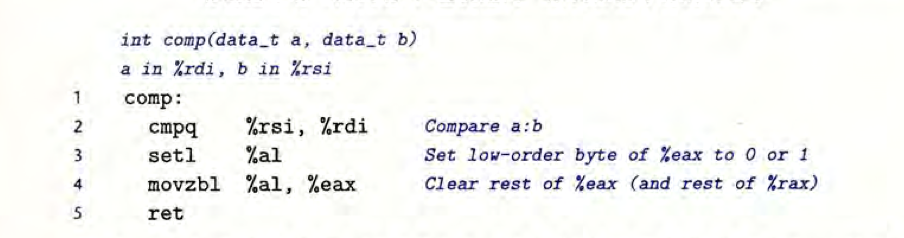 int comp(data_t a, data_t b)
a in %rdi, b in %rsi
1 comp:
2 cmpq %rsi, %rdi Compare a:b
3 setl %al Set low-order byte of %eax to 0 or 1
4 movzbl %al, %eax Clear rest of %eax (and rest of %rax)
5 ret